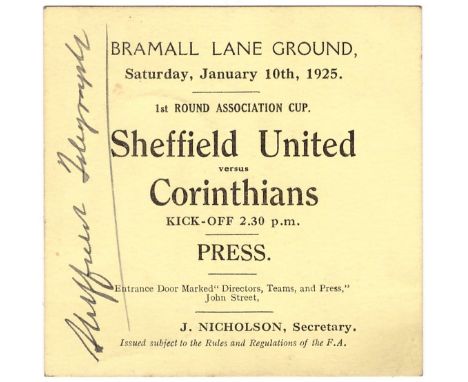 BRAMALL LANE GROUND,
Saturday, January 10th, 1925.
1st ROUND ASSOCIATION CUP.
Sheffield United
versus
Corinthians
KICK-OFF 2.30 p.m.
PRESS.
Entrance Door Marked "Directors, Teams, and Press,"
John Street,
J. NICHOLSON, Secretary.
Issued subject to the Rules and Regulations of the F.A.
Sheffield Telegraph